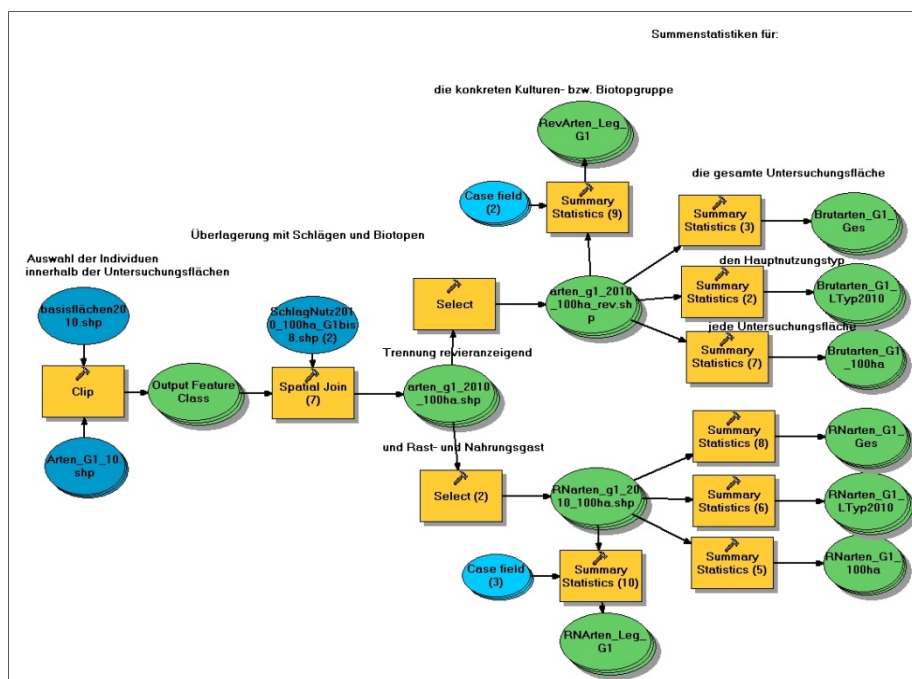 Summenstatistiken für:
die konkreten Kulturen- bzw. Biotopgruppe
RevArten_Leg_
G1
die gesamte Untersuchungsfläche
Case field
(2)
Summary
Statistics (9)
Summary
Statistics (3)
Brutarten_G1_
Ges
Überlagerung mit Schlägen und Biotopen
Auswahl der Individuen
innerhalb der Untersuchungsflächen
den Hauptnutzungstyp
basisflächen20
10.shp
SchlagNutz201
0_100ha_G1bis
8.shp (2)
Select
arten_g1_2010
_100ha_rev.sh
p
Summary
Statistics (2)
Brutarten_G1_
LTyp2010
jede Untersuchungsfläche
Trennung revieranzeigend
Clip
Output Feature
Class
Spatial Join
(7)
arten_g1_2010
_100ha.shp
Summary
Statistics (7)
Brutarten_G1
_100ha
und Rast- und Nahrungsgast
Arten_G1_10.s
hp
Select (2)
RNarten_g1_20
10_100ha.shp
Summary
Statistics (8)
RNarten_G1_G
es
Summary
Statistics (6)
RNarten_G1_L
Typ2010
Case field
(3)
Summary
Statistics (10)
Summary
Statistics (5)
RNarten_G1_
100ha
RNArten_Leg_
G1